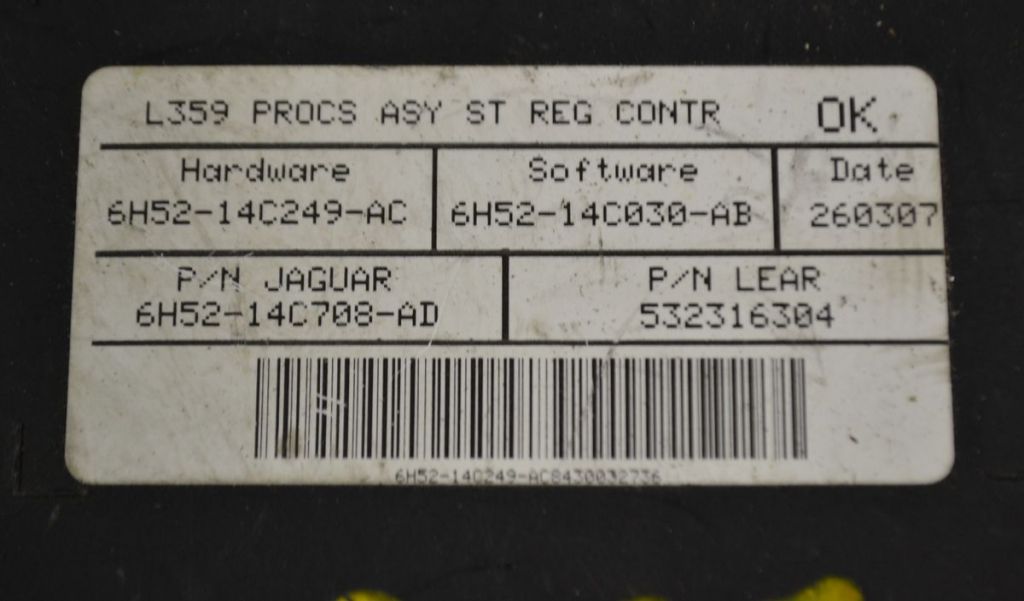 L359 PROCS ASY ST REG CONTR OK
Hardware Software Date
6H52-14C249-AC 6H52-14C030-AB 260307
P/N JAGUAR P/N LEAR
6H52-14C708-AD 532316304
6H52-14C249-AC8430032736